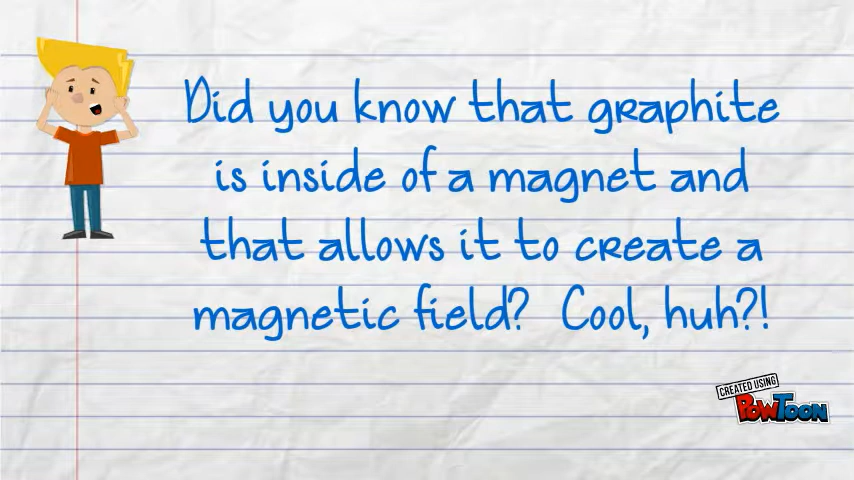 Did you know that graphite
is inside of a magnet and
that allows it to create a
magnetic field? Cool, huh?!
CREATED USING
POWTOON